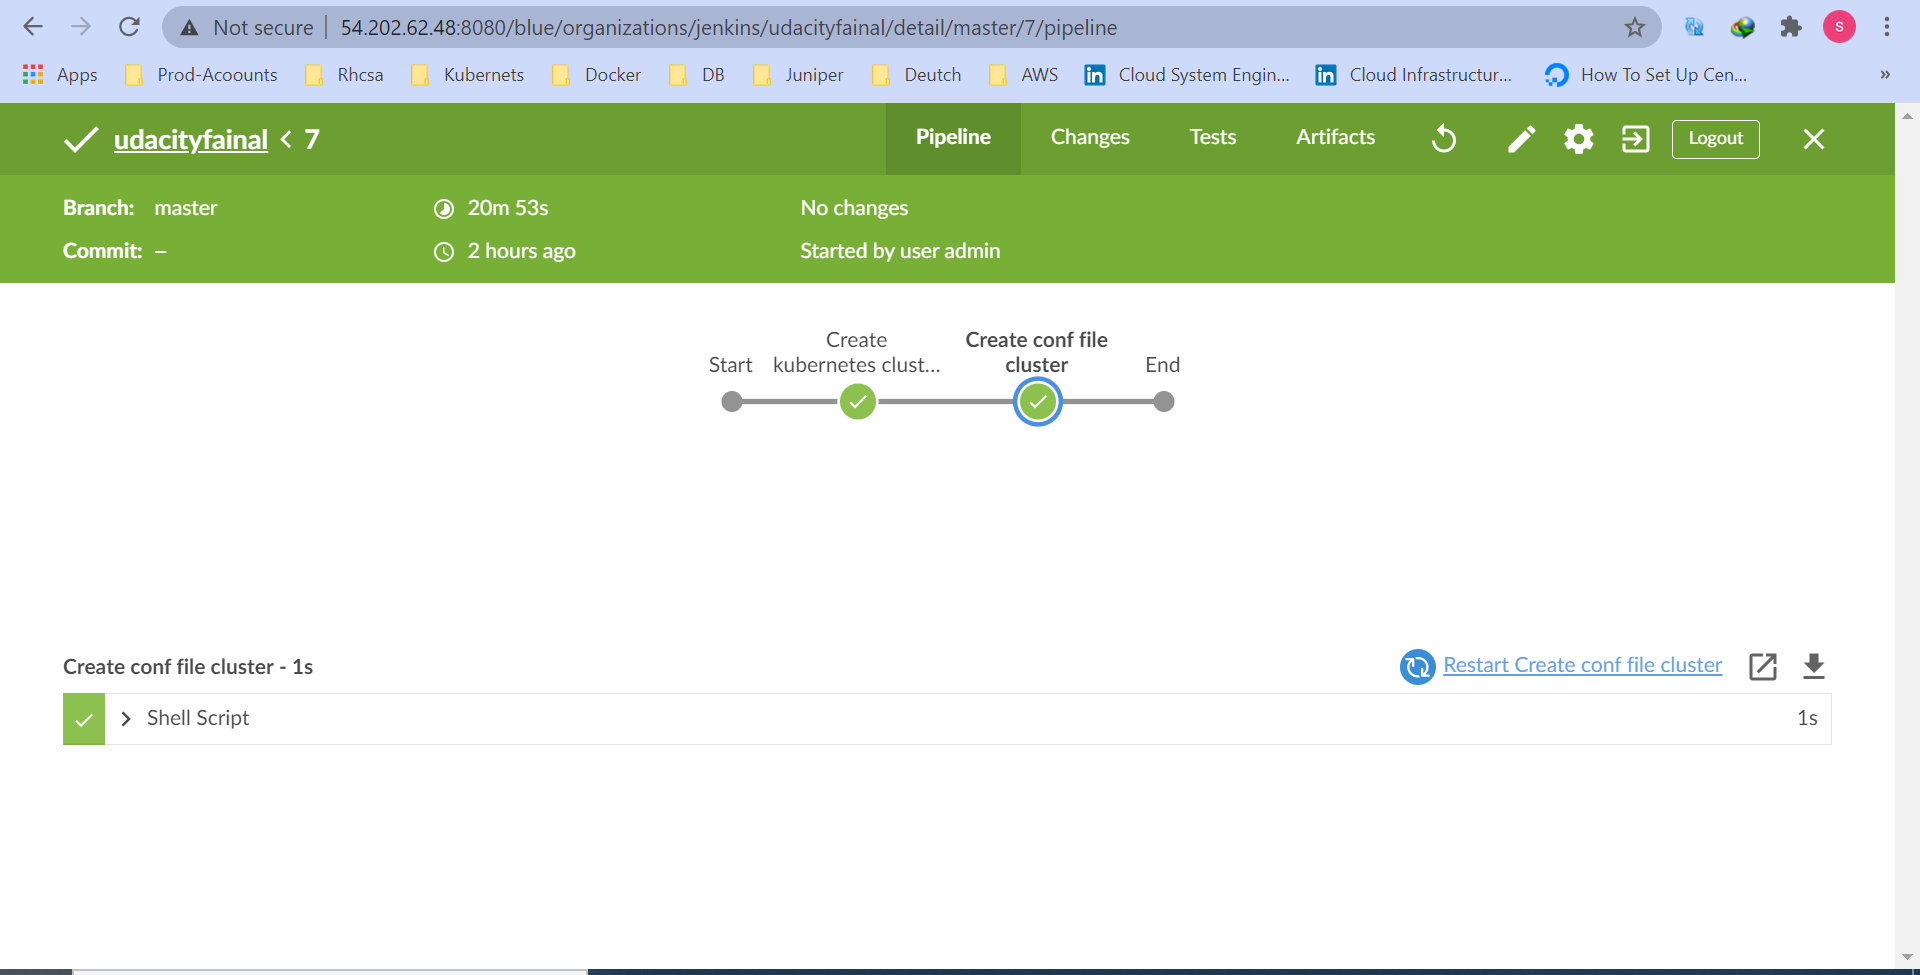 Not secure 54.202.62.48:8080/blue/organizations/jenkins/udacityfainal/detail/master/7/pipeline S
Apps Prod-Acoounts Rhcsa Kubernets Docker DB Juniper Deutch AWS Cloud System Engin... Cloud Infrastructur... How To Set Up Cen... »
udacityfainal < 7 Pipeline Changes Tests Artifacts Logout
Branch: master 20m 53s No changes
Commit: – 2 hours ago Started by user admin
Create Create conf file
Start kubernetes clust... cluster End
Create conf file cluster - 1s Restart Create conf file cluster
Shell Script 1s